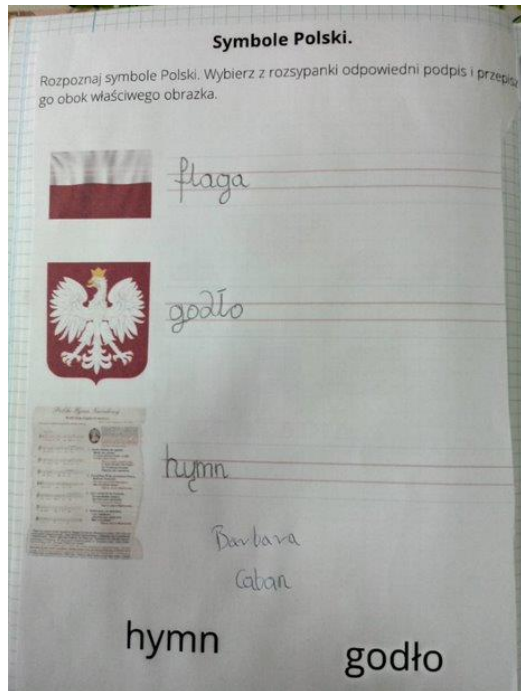 Symbole Polski.
Rozpoznaj symbole Polski. Wybierz z rozsypanki odpowiedni podpis i przepisz
go obok właściwego obrazka.
flaga
godło
hymn
Barbara
Caban
hymn
godło